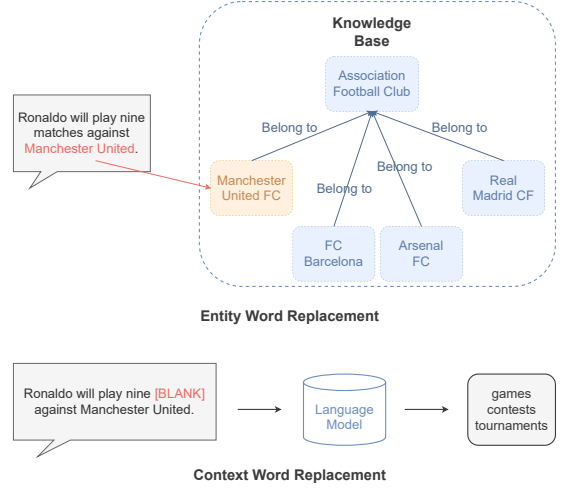 Knowledge
Base
Association
Football Club
Ronaldo will play nine
matches against
Manchester United.
Belong to
Belong to
Belong to
Belong to
Manchester
United FC
Real
Madrid CF
FC
Barcelona
Arsenal
FC
Entity Word Replacement
Ronaldo will play nine [BLANK]
against Manchester United.
Language
Model
games
contests
tournaments
Context Word Replacement